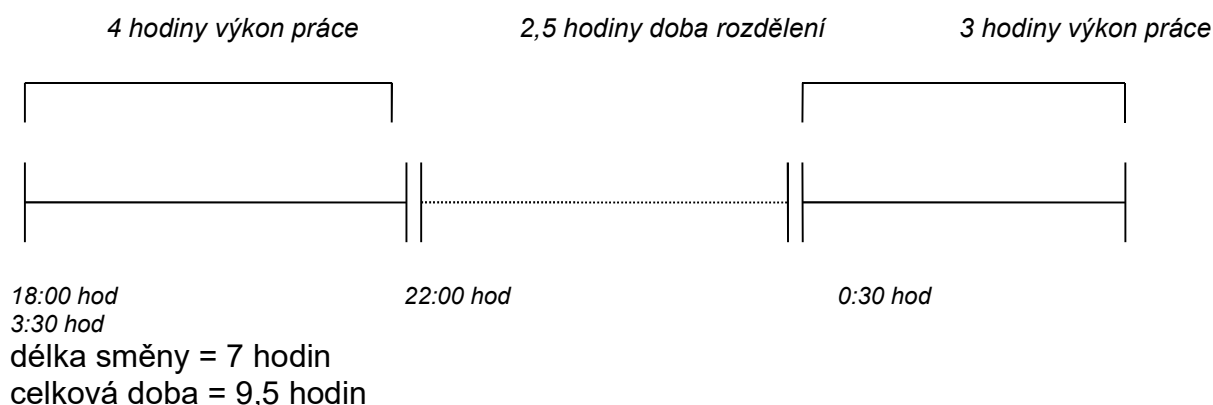 4 hodiny výkon práce 2,5 hodiny doba rozdělení 3 hodiny výkon práce
18:00 hod 22:00 hod 0:30 hod
3:30 hod
délka směny = 7 hodin
celková doba = 9,5 hodin